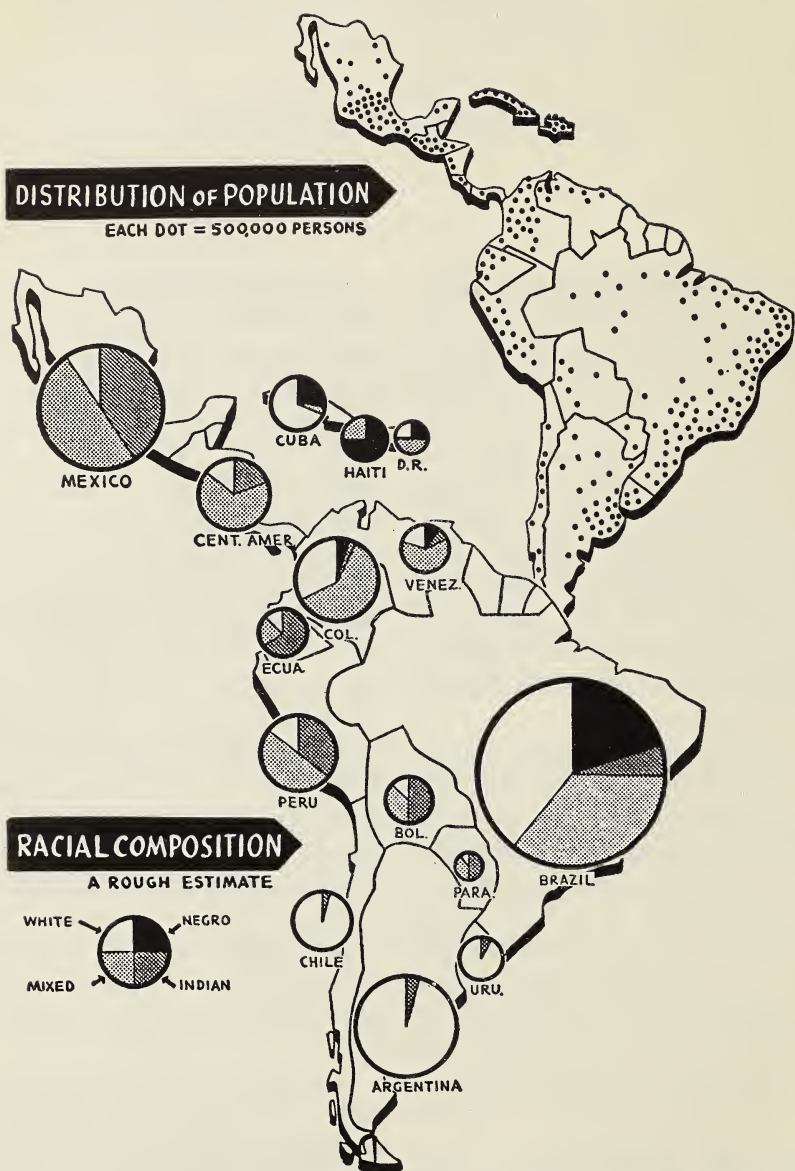 DISTRIBUTION OF POPULATION
EACH DOT = 500,000 PERSONS
MEXICO
CUBA
HAITI
D.R.
CENT. AMER.
VENEZ.
COL.
ECUA.
PERU
BOL.
PARA.
BRAZIL
CHILE
URU.
ARGENTINA
RACIAL COMPOSITION
A ROUGH ESTIMATE
WHITE
NEGRO
MIXED
INDIAN